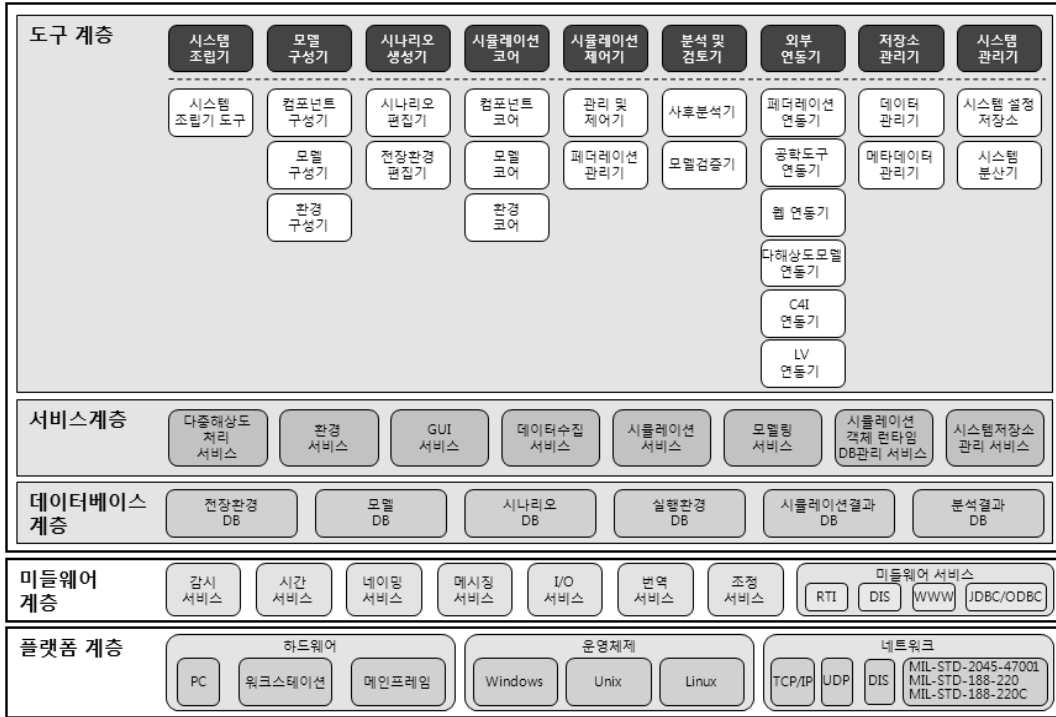 도구 계층
시스템
조립기
모델
구성기
시나리오
생성기
시뮬레이션
코어
시뮬레이션
제어기
분석 및
검토기
외부
연동기
저장소
관리기
시스템
관리기
시스템
조립기 도구
컴포넌트
구성기
시나리오
편집기
컴포넌트
코어
관리 및
제어기
사후분석기
페더레이션
연동기
데이터
관리기
시스템 설정
저장소
모델
구성기
전장환경
편집기
모델
코어
페더레이션
관리기
모델검증기
공학도구
연동기
메타데이터
관리기
시스템
분산기
환경
구성기
환경
코어
웹 연동기
다해상도모델
연동기
C4I
연동기
LV
연동기
서비스계층
다중해상도
처리
서비스
환경
서비스
GUI
서비스
데이터수집
서비스
시뮬레이션
서비스
모델링
서비스
시뮬레이션
객체 런타임
DB관리 서비스
시스템저장소
관리 서비스
데이터베이스
계층
전장환경
DB
모델
DB
시나리오
DB
실행환경
DB
시뮬레이션결과
DB
분석결과
DB
미들웨어
계층
감시
서비스
시간
서비스
네이밍
서비스
메시징
서비스
I/O
서비스
번역
서비스
조정
서비스
미들웨어 서비스
RTI
DIS
WWW
JDBC/ODBC
플랫폼 계층
하드웨어
PC
워크스테이션
메인프레임
운영체제
Windows
Unix
Linux
네트워크
TCP/IP
UDP
DIS
MIL-STD-2045-47001
MIL-STD-188-220
MIL-STD-188-220C